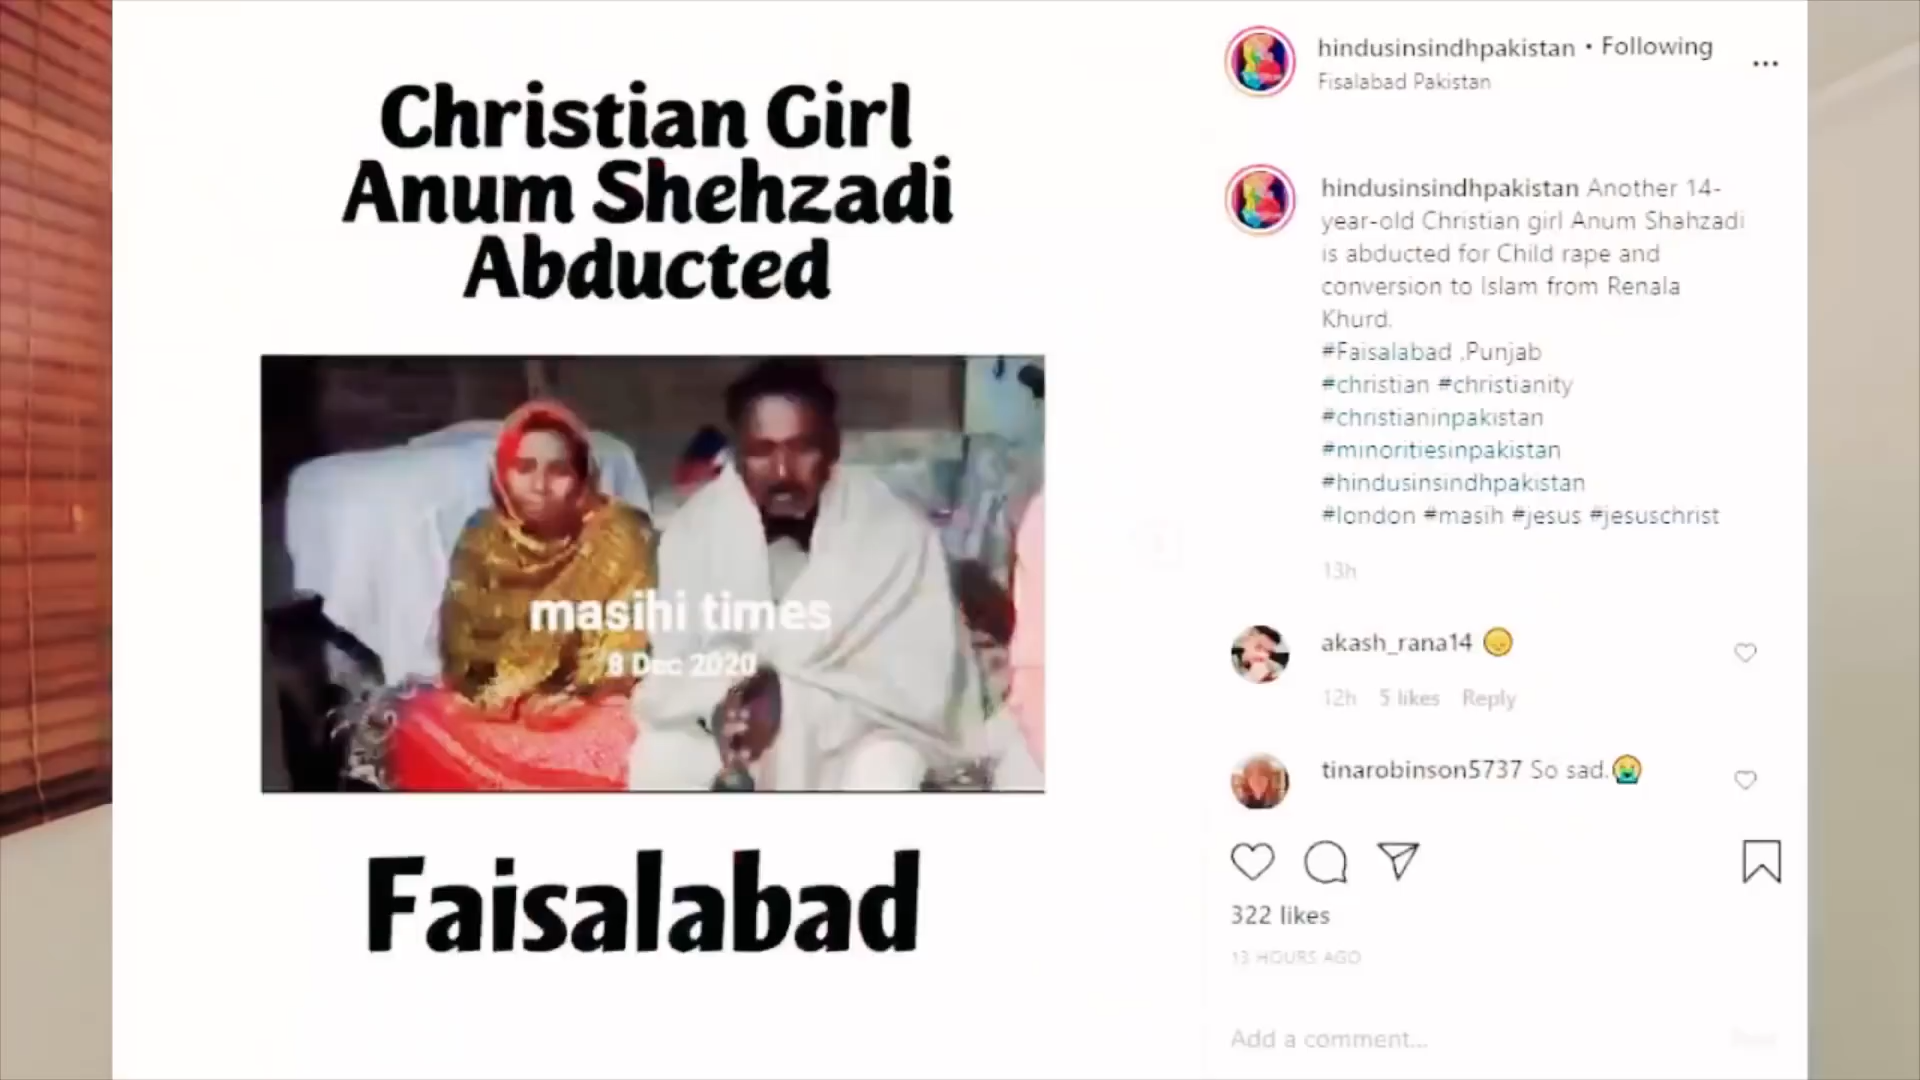 Christian Girl
Anum Shehzadi
Abducted
masihi times
8 Dec 2020
Faisalabad
hindusinsindhpakistan • Following
Fisalabad Pakistan
hindusinsindhpakistan Another 14-
year-old Christian girl Anum Shahzadi
is abducted for Child rape and
conversion to Islam from Renala
Khurd.
#Faisalabad ,Punjab
#christian #christianity
#christianinpakistan
#minoritiesinpakistan
#hindusinsindhpakistan
#london #masih #jesus #jesuschrist
13h
akash_rana14 😞
12h 5 likes Reply
tinarobinson5737 So sad.😭
322 likes
13 HOURS AGO
Add a comment...